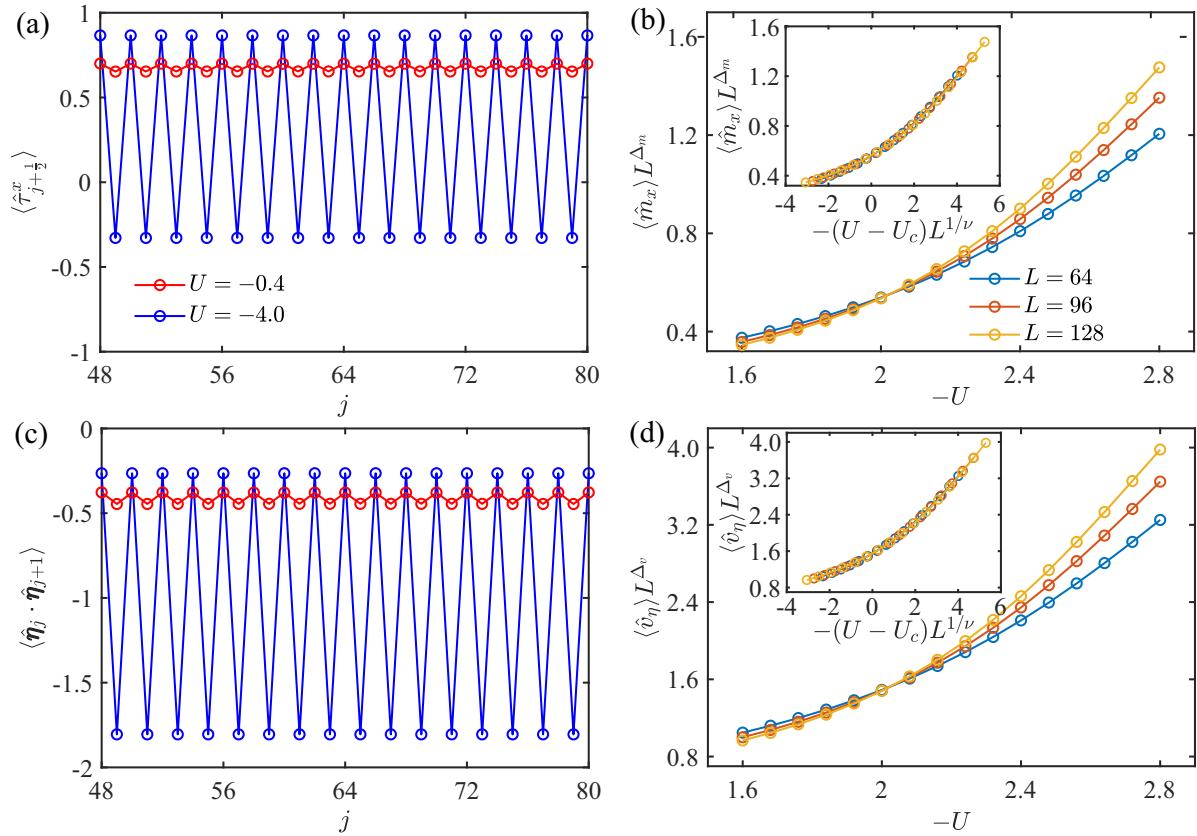 (a)
1
0.5
0
-0.5
-1
⟨τ̂ˣ_{j+1/2}⟩
U = −0.4
U = −4.0
48 56 64 72 80
j
(b)
1.6
1.2
0.8
0.4
⟨m̂ₓ⟩L^{Δ_m}
1.6
1.2
0.8
0.4
⟨m̂ₓ⟩L^{Δ_m}
-4 -2 0 2 4 6
−(U − U_c)L^{1/ν}
L = 64
L = 96
L = 128
1.6 2 2.4 2.8
−U
(c)
0
-0.5
-1
-1.5
-2
⟨η̂_j · η̂_{j+1}⟩
48 56 64 72 80
j
(d)
4.0
3.2
2.4
1.6
0.8
⟨v̂_η⟩L^{Δ_v}
4.0
3.2
2.4
1.6
0.8
⟨v̂_η⟩L^{Δ_v}
-4 -2 0 2 4 6
−(U − U_c)L^{1/ν}
1.6 2 2.4 2.8
−U